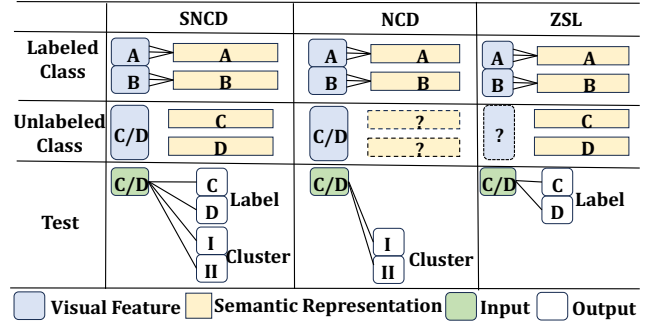 SNCD NCD ZSL
Labeled Class A A A A A A
B B B B B B
Unlabeled Class C/D C C/D ? ? C
D ? D
Test C/D C C/D C/D C
D Label D Label
I I
II Cluster II Cluster
Visual Feature Semantic Representation Input Output